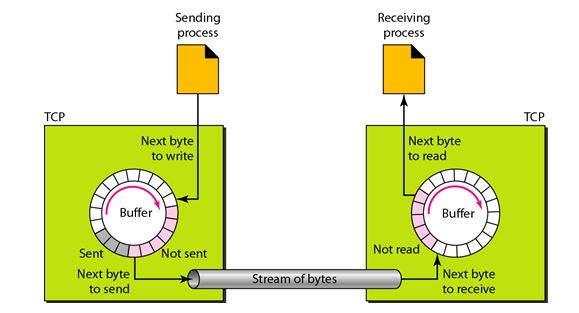 Sending
process
Receiving
process
TCP
TCP
Next byte
to write
Next byte
to read
Buffer
Buffer
Sent
Not sent
Not read
Next byte
to send
Stream of bytes
Next byte
to receive